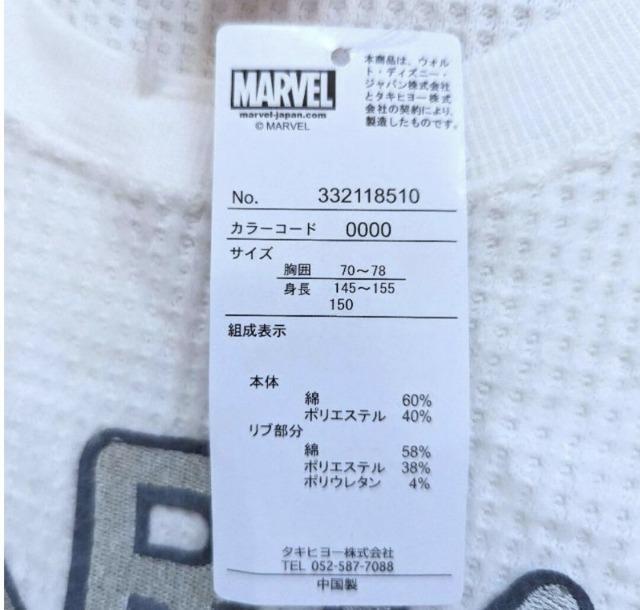 MARVEL
marvel-japan.com
© MARVEL
本商品は、ウォル
ト・ディズニー・
ジャパン株式会社
とタキヒヨー株式
会社の契約により、
製造したものです。
No. 332118510
カラーコード 0000
サイズ
胸囲 70～78
身長 145～155
150
組成表示
本体
綿 60%
ポリエステル 40%
リブ部分
綿 58%
ポリエステル 38%
ポリウレタン 4%
タキヒヨー株式会社
TEL 052-587-7088
中国製